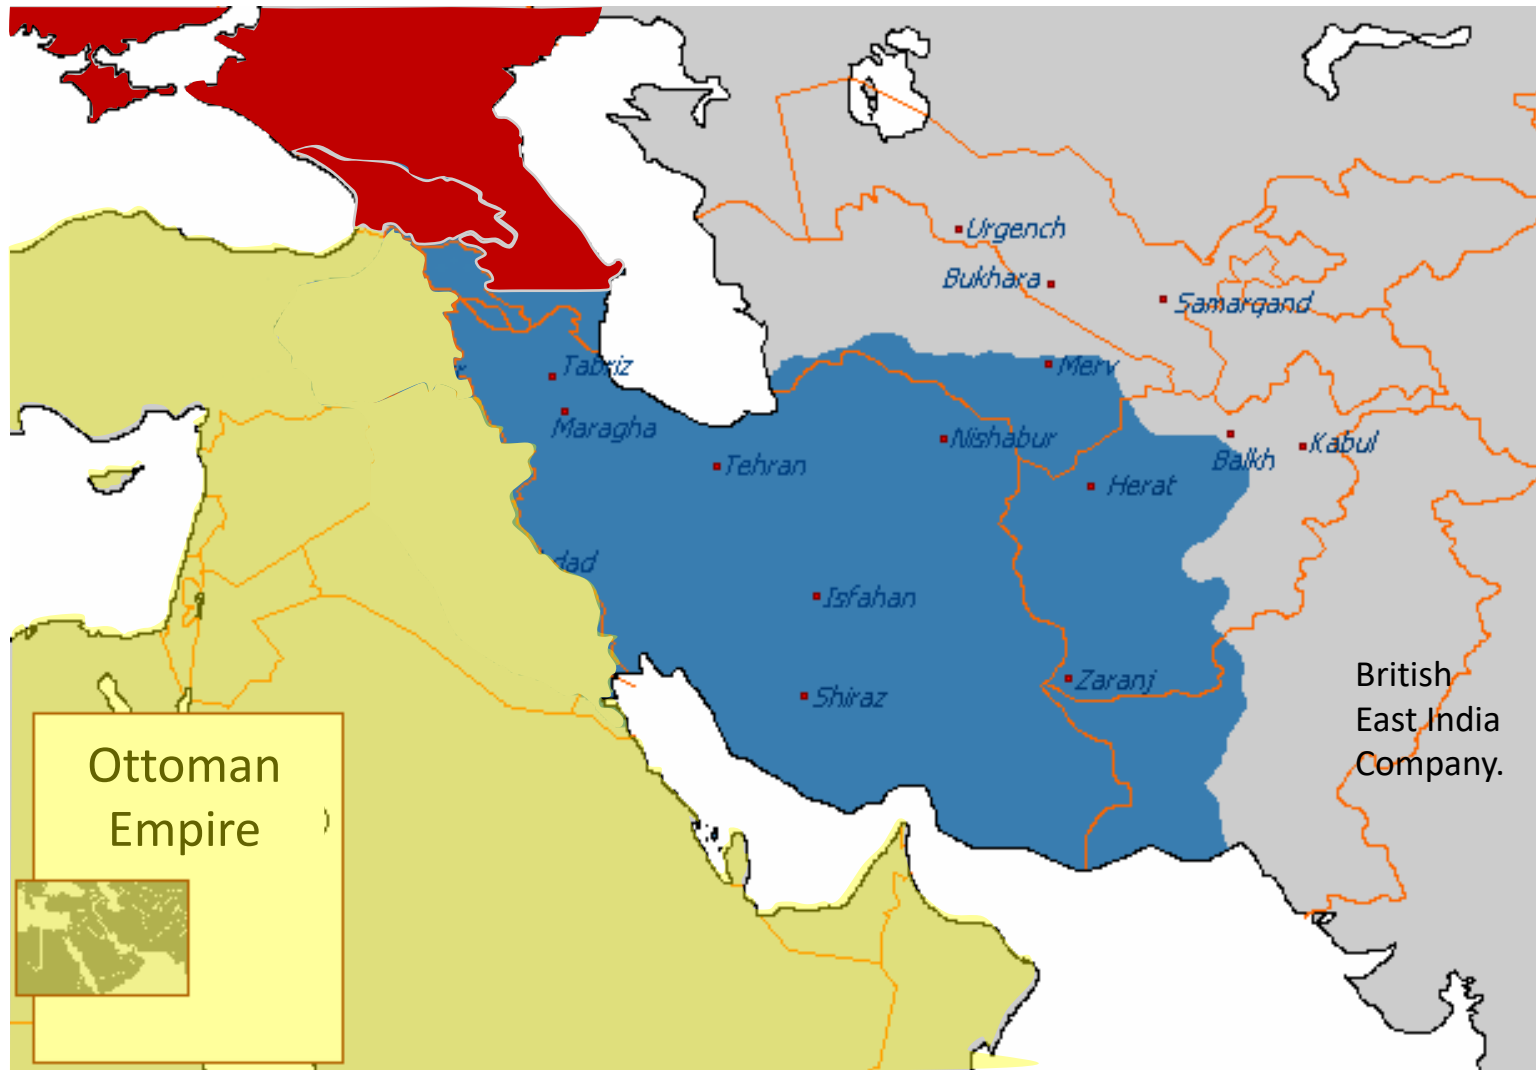 Urgench
Bukhara
Samarqand
Tabriz
Merv
Maragha
Nishabur
Balkh
Kabul
Tehran
Herat
dad
Isfahan
Zaranj
Shiraz
British
East India
Company.
Ottoman
Empire